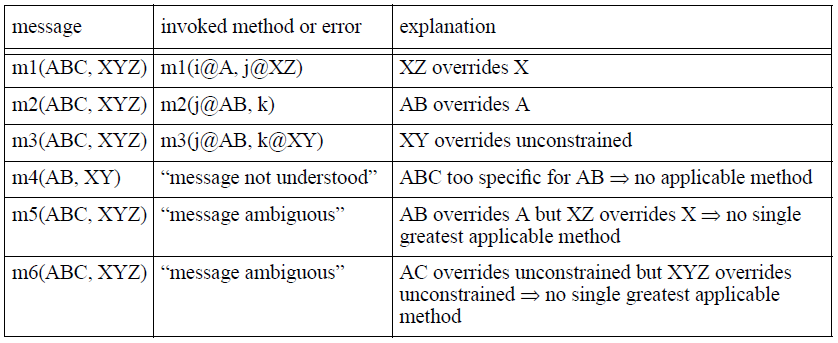 message invoked method or error explanation
m1(ABC, XYZ) m1(i@A, j@XZ) XZ overrides X
m2(ABC, XYZ) m2(j@AB, k) AB overrides A
m3(ABC, XYZ) m3(j@AB, k@XY) XY overrides unconstrained
m4(AB, XY) “message not understood” ABC too specific for AB ⇒ no applicable method
m5(ABC, XYZ) “message ambiguous” AB overrides A but XZ overrides X ⇒ no single
greatest applicable method
m6(ABC, XYZ) “message ambiguous” AC overrides unconstrained but XYZ overrides
unconstrained ⇒ no single greatest applicable
method